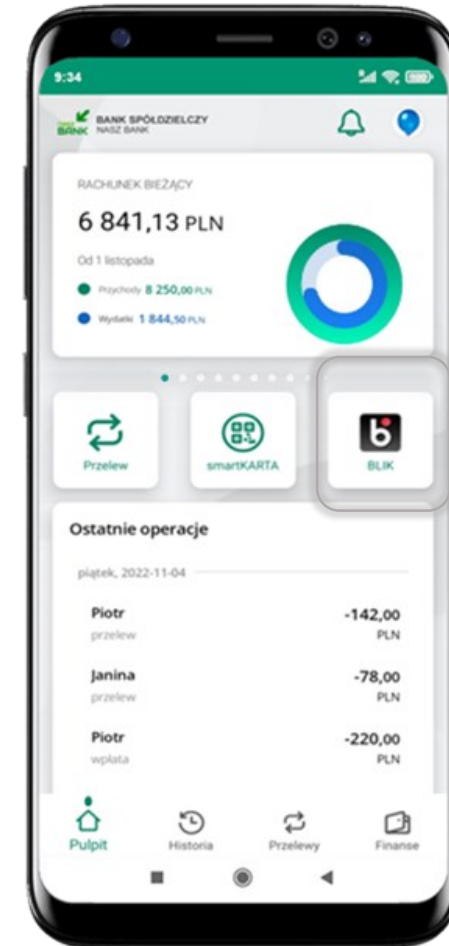 9:34
NASZ BANK
BANK SPÓŁDZIELCZY
NASZ BANK
RACHUNEK BIEŻĄCY
6 841,13 PLN
Od 1 listopada
Przychody 8 250,00 PLN
Wydatki 1 844,50 PLN
Przelew
smartKARTA
BLIK
Ostatnie operacje
piątek, 2022-11-04
Piotr -142,00
przelew PLN
Janina -78,00
przelew PLN
Piotr -220,00
wpłata PLN
Pulpit Historia Przelewy Finanse